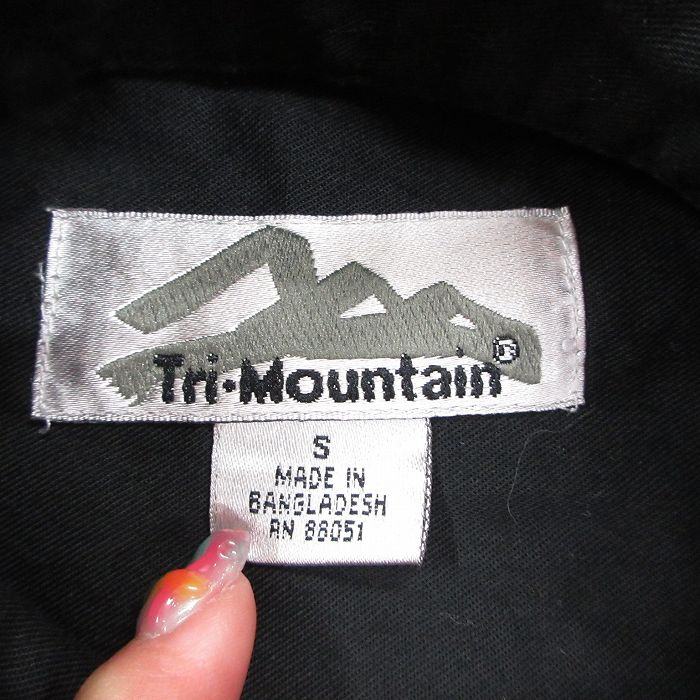 Tri-Mountain®
S
MADE IN
BANGLADESH
RN 88051